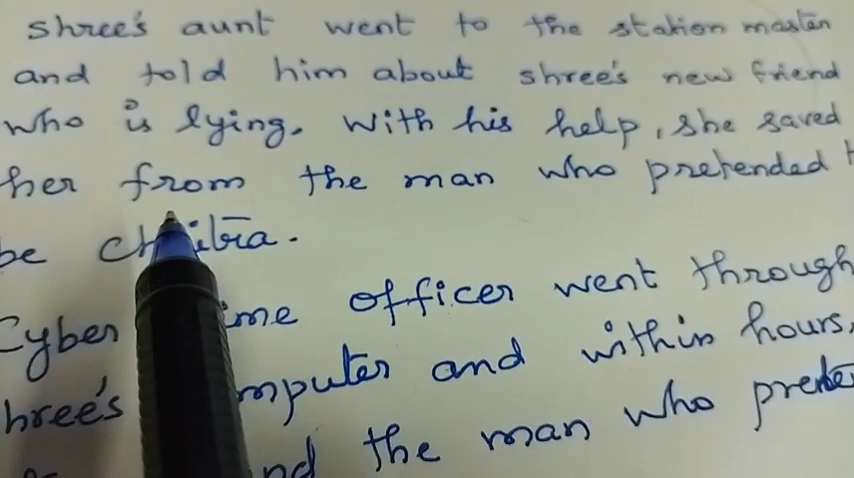 Shree's aunt went to the station master
and told him about shree's new friend
who is lying. With his help, she saved
her from the man who pretended t
be
Cyber officer went through
hree's and within hours,
the man who